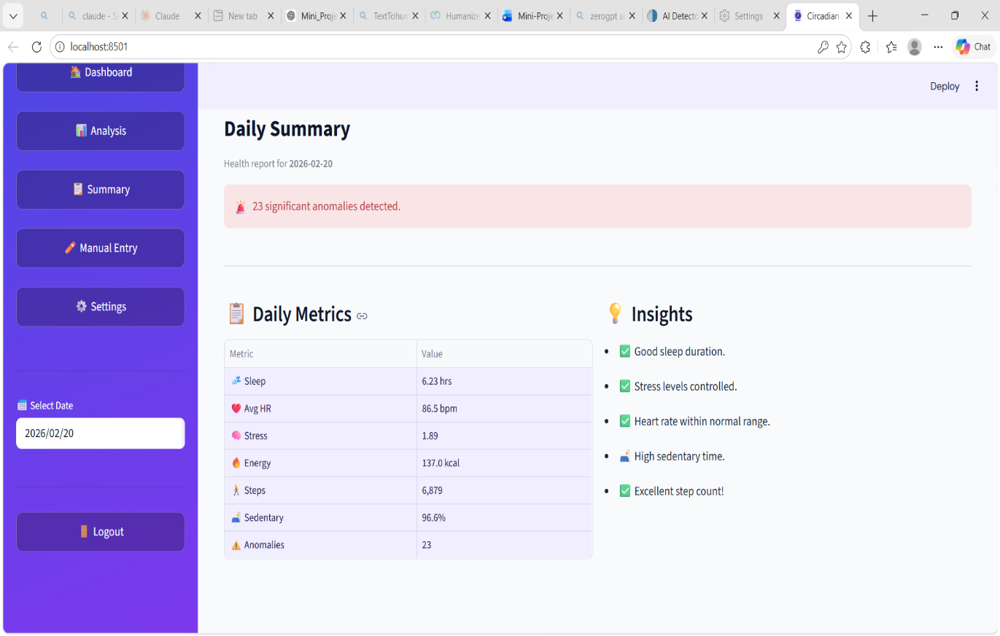 claude - S
Claude
New tab
Mini_Proje
TextTohum
Humanize
Mini-Proje
zerogpt a
AI Detecto
Settings
Circadian
localhost:8501
Chat
Dashboard
Analysis
Summary
Manual Entry
Settings
Select Date
2026/02/20
Logout
Deploy
Daily Summary
Health report for 2026-02-20
23 significant anomalies detected.
Daily Metrics
Metric Value
Sleep 6.23 hrs
Avg HR 86.5 bpm
Stress 1.89
Energy 137.0 kcal
Steps 6,879
Sedentary 96.6%
Anomalies 23
Insights
Good sleep duration.
Stress levels controlled.
Heart rate within normal range.
High sedentary time.
Excellent step count!